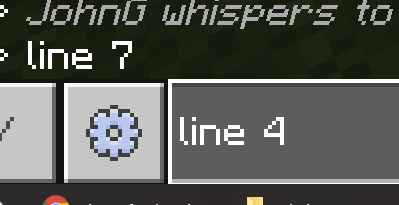 > JohnG whispers to
> line 7
line 4